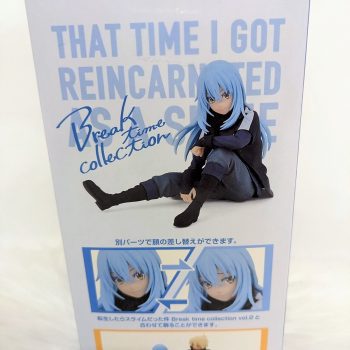 THAT TIME I GOT
REINCARNATED
AS A SLIME
Break
time
collection
別パーツで顔の差し替えができます。
転生したらスライムだった件 Break time collection vol.2 と
合わせて飾ることができます。